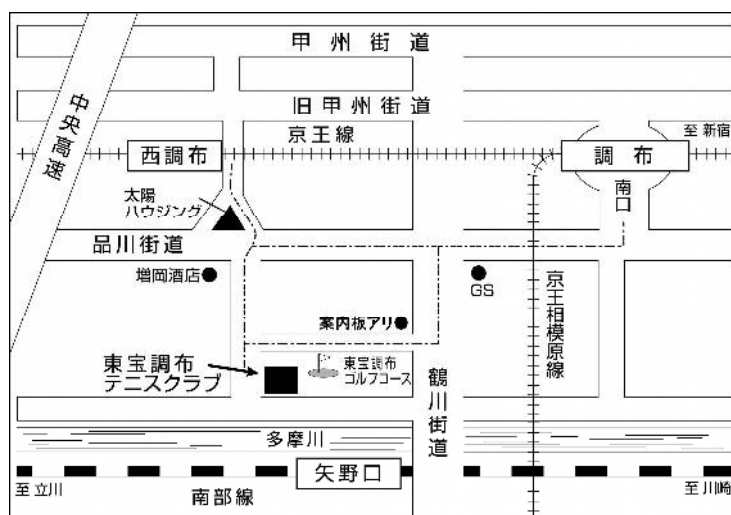 甲州街道
中央高速
旧甲州街道
京王線
至新宿
西調布
調布
南口
太陽
ハウジング
品川街道
増岡酒店
GS
京王相模原線
案内板アリ
東宝調布
テニスクラブ
東宝調布
ゴルフコース
鶴川街道
多摩川
矢野口
至立川
南部線
至川崎